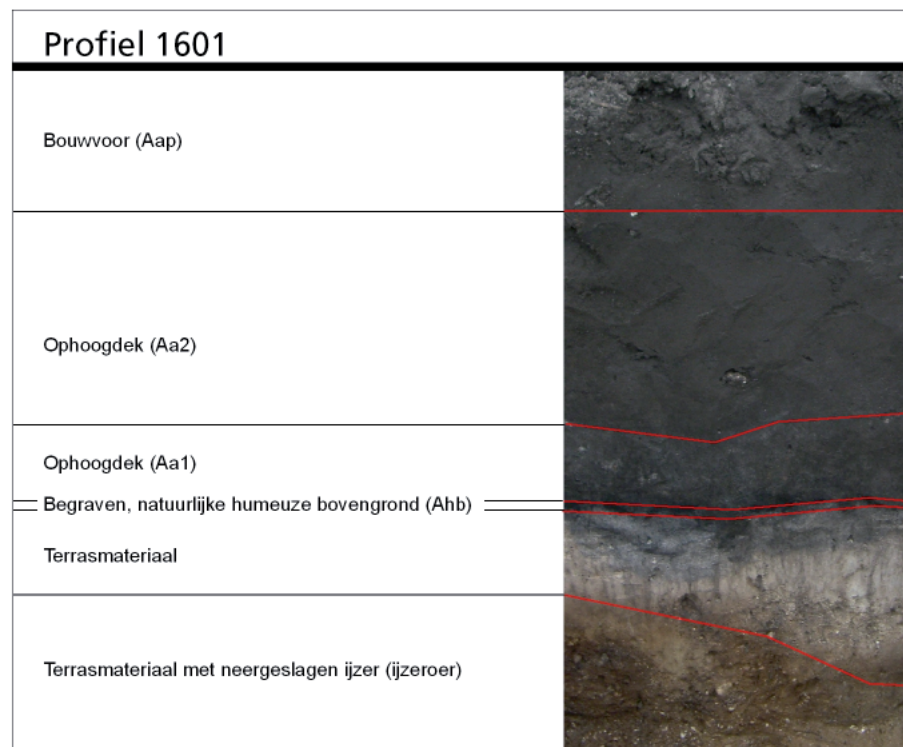 Profiel 1601
Bouwvoor (Aap)
Ophoogdek (Aa2)
Ophoogdek (Aa1)
Begraven, natuurlijke humeuze bovengrond (Ahb)
Terrasmateriaal
Terrasmateriaal met neergeslagen ijzer (ijzeroer)